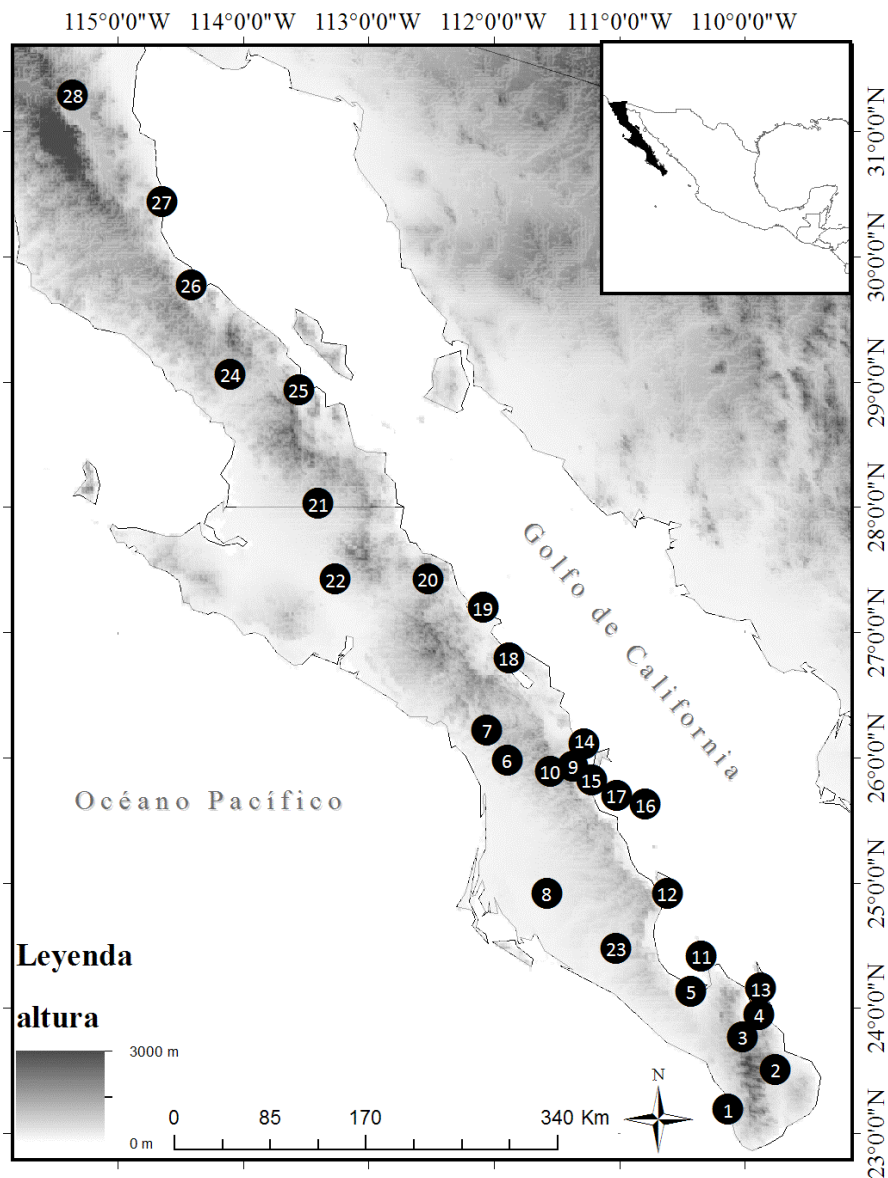 115°0'0"W 114°0'0"W 113°0'0"W 112°0'0"W 111°0'0"W 110°0'0"W
28
31°0'0"N
27
30°0'0"N
26
24
25
29°0'0"N
21
28°0'0"N
Golfo de California
22
20
19
27°0'0"N
18
7
14
6
9
26°0'0"N
10
15
17
16
Océano Pacífico
8
12
25°0'0"N
23
11
Leyenda
5
13
altura
4
24°0'0"N
3
3000 m
2
N
1
0 85 170 340 Km
0 m
23°0'0"N